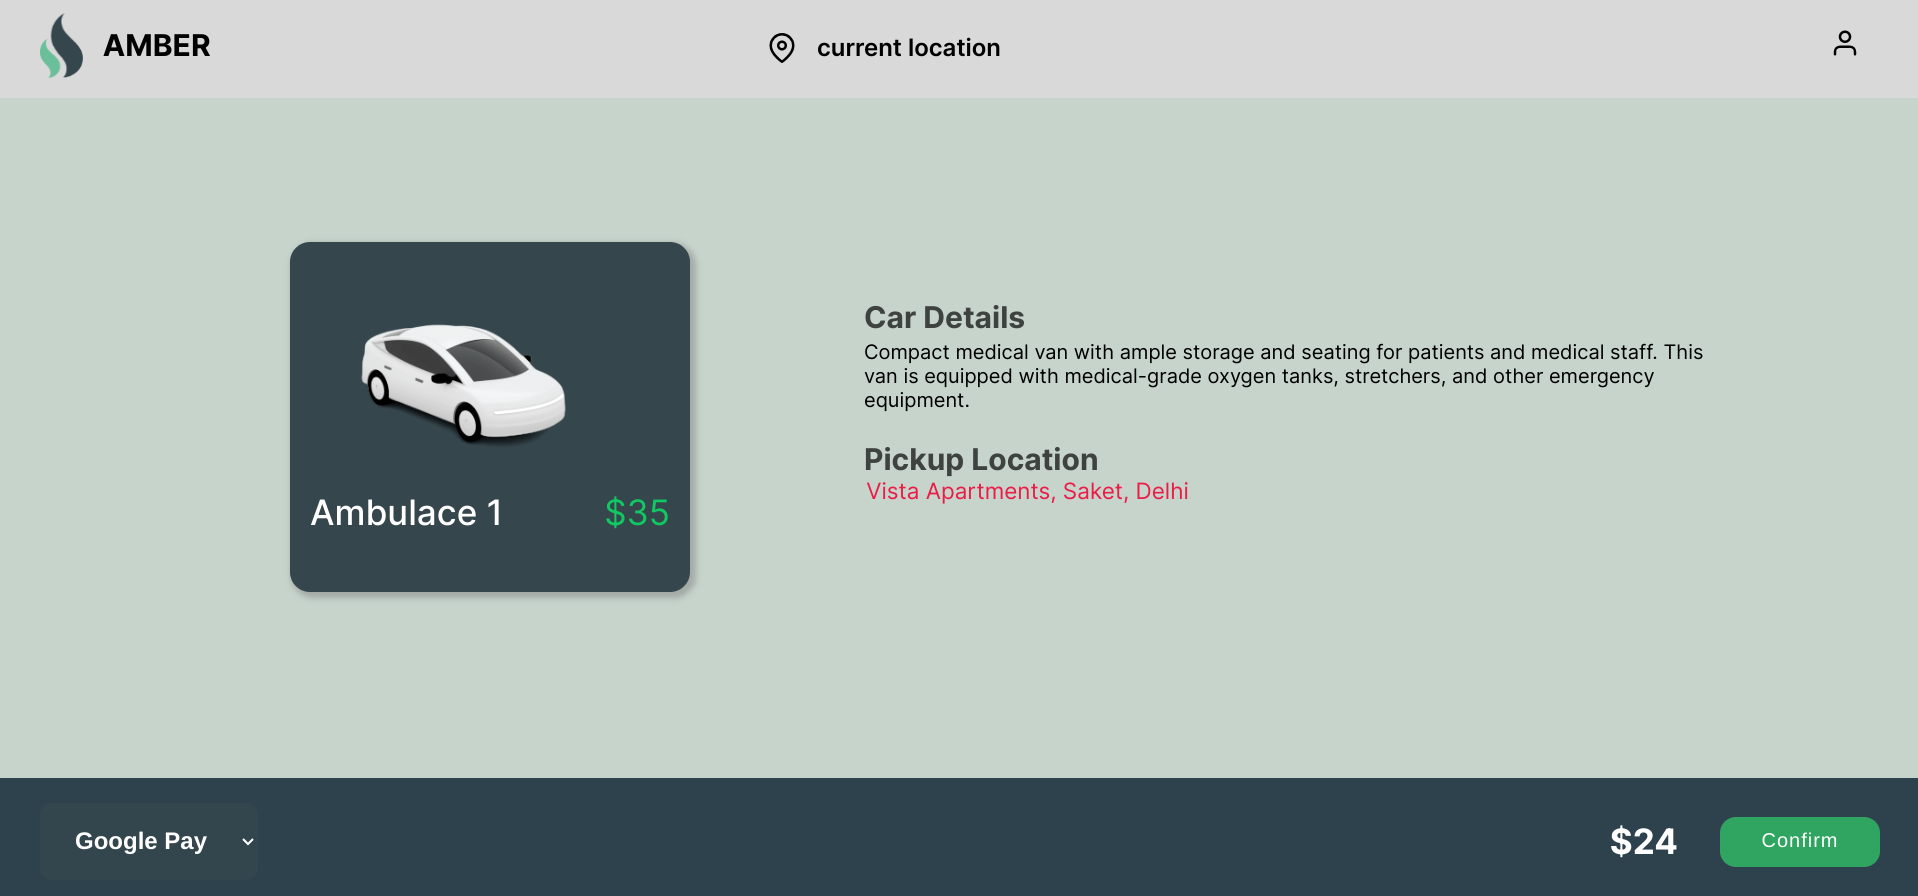 AMBER
current location
Ambulace 1
$35
Car Details
Compact medical van with ample storage and seating for patients and medical staff. This
van is equipped with medical-grade oxygen tanks, stretchers, and other emergency
equipment.
Pickup Location
Vista Apartments, Saket, Delhi
Google Pay
$24
Confirm